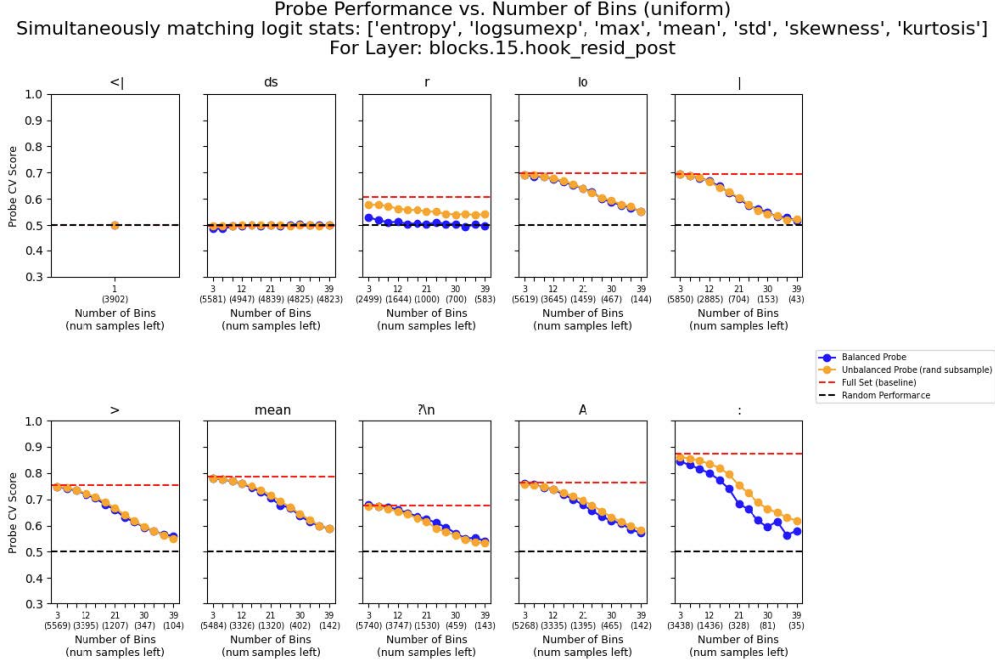 Probe Performance vs. Number of Bins (uniform)
Simultaneously matching logit stats: ['entropy', 'logsumexp', 'max', 'mean', 'std', 'skewness', 'kurtosis']
For Layer: blocks.15.hook_resid_post
<| ds r lo |
1.0
0.9
0.8
0.7
0.6
0.5
0.4
0.3
Probe CV Score
1 3 12 21 30 39 3 12 21 30 39 3 12 21 30 39 3 12 21 30 39
(3902) (5581) (4947) (4839) (4825) (4823) (2499) (1644) (1000) (700) (583) (5619) (3645) (1459) (467) (144) (5850) (2885) (704) (153) (43)
Number of Bins Number of Bins Number of Bins Number of Bins Number of Bins
(num samples left) (num samples left) (num samples left) (num samples left) (num samples left)
Balanced Probe
Unbalanced Probe (rand subsample)
Full Set (baseline)
Random Performance
> mean ?\n A :
1.0
0.9
0.8
0.7
0.6
0.5
0.4
0.3
Probe CV Score
3 12 21 30 39 3 12 21 30 39 3 12 21 30 39 3 12 21 30 39 3 12 21 30 39
(5569) (3195) (1207) (347) (104) (5484) (3326) (1320) (402) (142) (5740) (3747) (1530) (459) (143) (5268) (3335) (1395) (465) (142) (3438) (1436) (328) (81) (35)
Number of Bins Number of Bins Number of Bins Number of Bins Number of Bins
(num samples left) (num samples left) (num samples left) (num samples left) (num samples left)